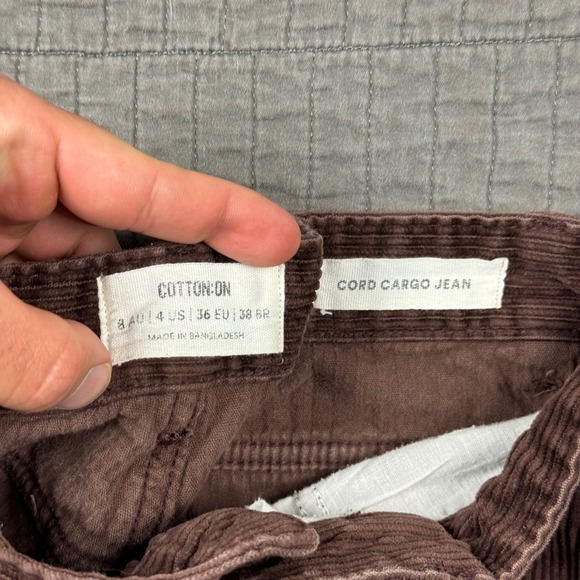 COTTON:ON
8 AU | 4 US | 36 EU | 38 BR
MADE IN BANGLADESH
CORD CARGO JEAN